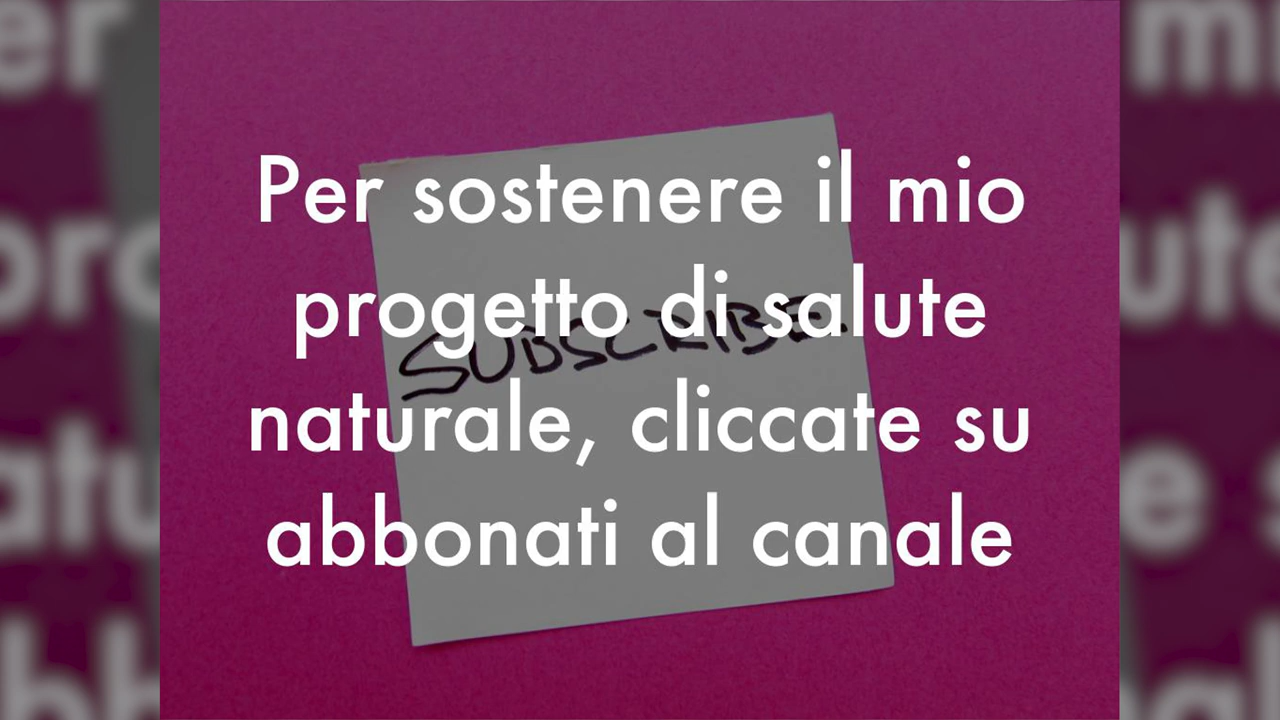 Per sostenere il mio
progetto di salute
SUBSCRIBE
naturale, cliccate su
abbonati al canale